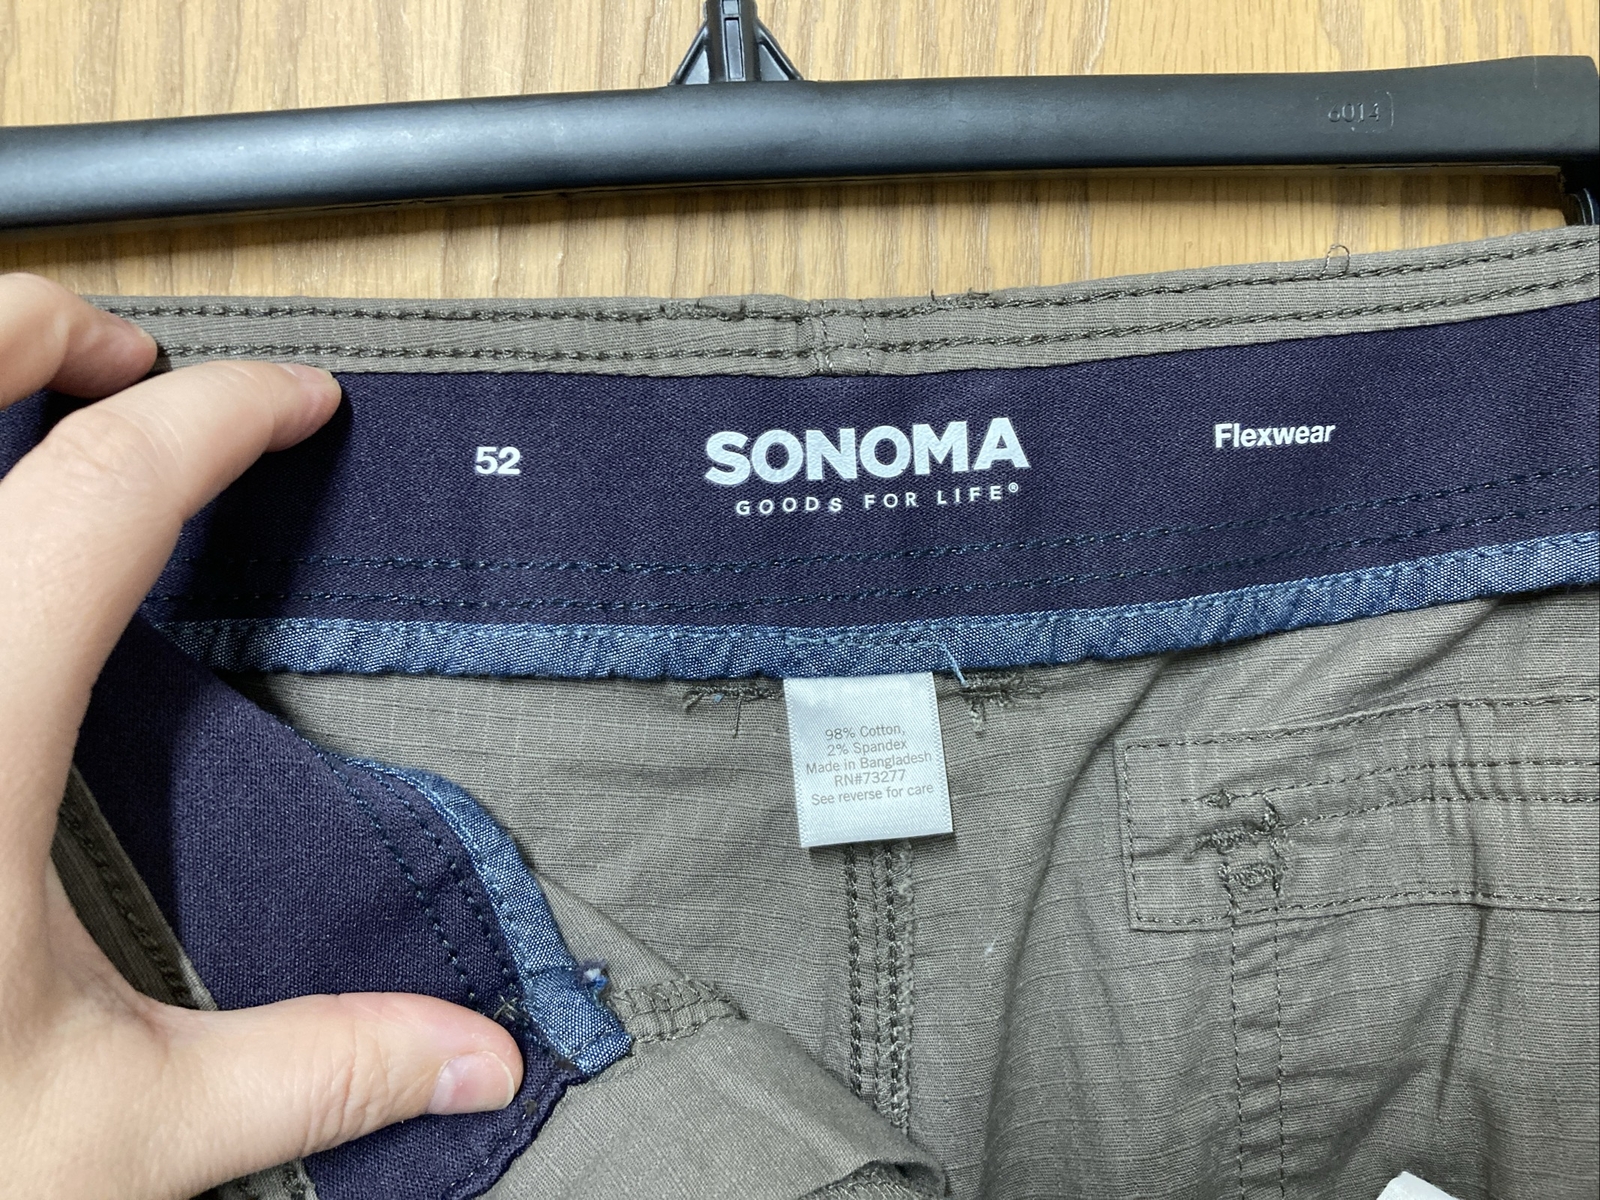 6014
52
SONOMA
GOODS FOR LIFE®
Flexwear
98% Cotton,
2% Spandex
Made in Bangladesh
RN#73277
See reverse for care